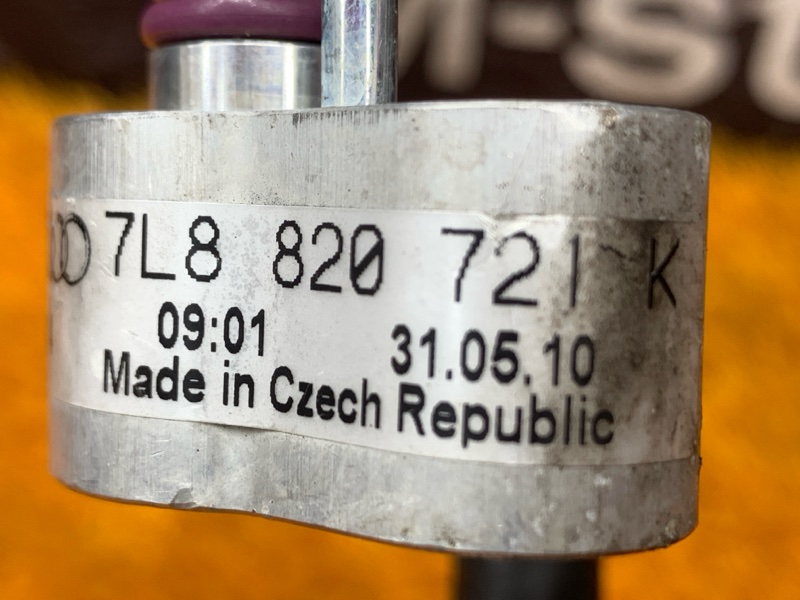 7L8 820 721 K
09:01 31.05.10
Made in Czech Republic